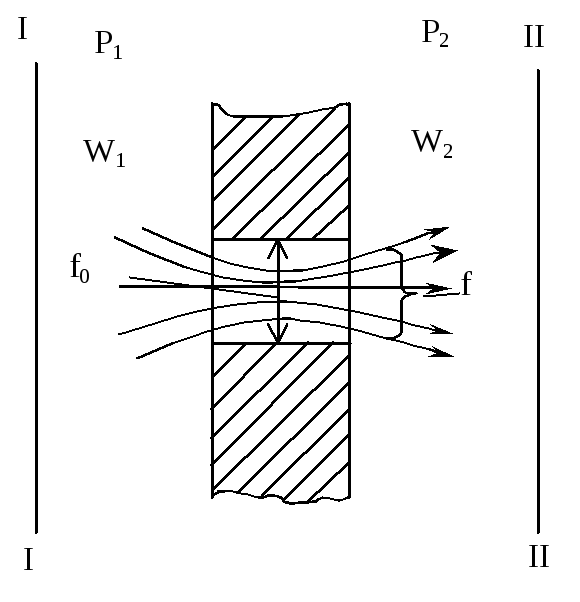 I P₁ P₂ II
W₁ W₂
f₀ f
I II